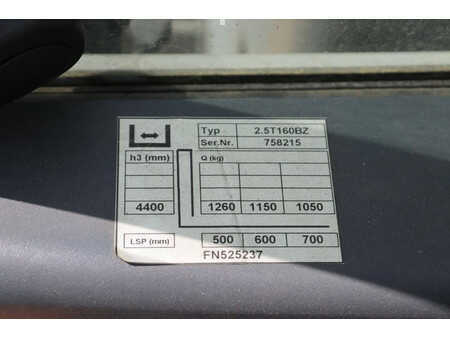 Typ 2.5T160BZ
Ser.Nr. 758215
h3 (mm) Q (kg)
4400 1260 1150 1050
LSP (mm) 500 600 700
FN525237